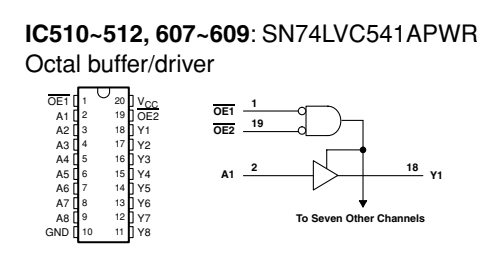 IC510~512, 607~609: SN74LVC541APWR
Octal buffer/driver
OE1 1 20 VCC
A1 2 19 OE2
A2 3 18 Y1
A3 4 17 Y2
A4 5 16 Y3
A5 6 15 Y4
A6 7 14 Y5
A7 8 13 Y6
A8 9 12 Y7
GND 10 11 Y8
OE1 1
OE2 19
A1 2 18 Y1
To Seven Other Channels